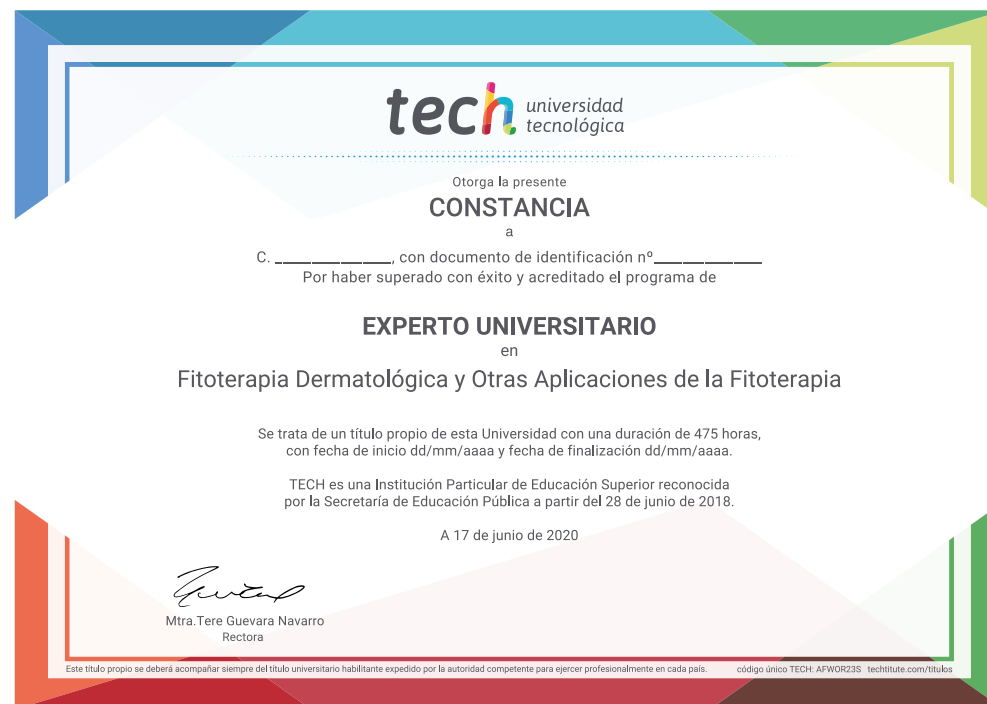 tech universidad
tecnológica
Otorga la presente
CONSTANCIA
a
C. ______________, con documento de identificación nº_____________
Por haber superado con éxito y acreditado el programa de
EXPERTO UNIVERSITARIO
en
Fitoterapia Dermatológica y Otras Aplicaciones de la Fitoterapia
Se trata de un título propio de esta Universidad con una duración de 475 horas,
con fecha de inicio dd/mm/aaaa y fecha de finalización dd/mm/aaaa.
TECH es una Institución Particular de Educación Superior reconocida
por la Secretaría de Educación Pública a partir del 28 de junio de 2018.
A 17 de junio de 2020
Mtra.Tere Guevara Navarro
Rectora
Este título propio se deberá acompañar siempre del título universitario habilitante expedido por la autoridad competente para ejercer profesionalmente en cada país. código único TECH: AFWOR23S techtitute.com/titulos